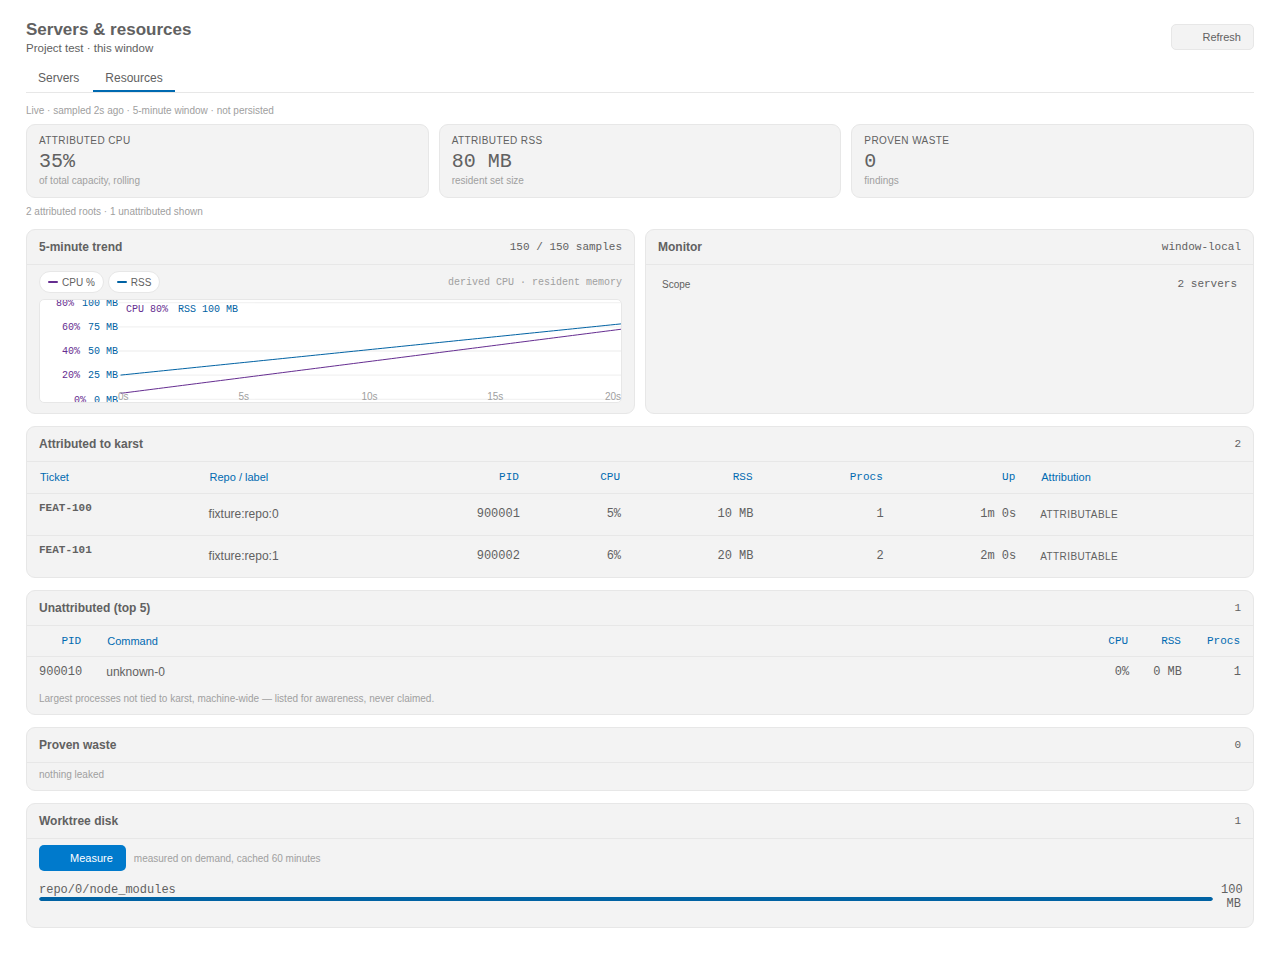 Servers & resources
Project test · this window
Refresh
Servers Resources
Live · sampled 2s ago · 5-minute window · not persisted
ATTRIBUTED CPU
35%
of total capacity, rolling
ATTRIBUTED RSS
80 MB
resident set size
PROVEN WASTE
0
findings
2 attributed roots · 1 unattributed shown
5-minute trend 150 / 150 samples
CPU % RSS derived CPU · resident memory
80% 100 MB CPU 80% RSS 100 MB
60% 75 MB
40% 50 MB
20% 25 MB
0% 0 MB
0s 5s 10s 15s 20s
Monitor window-local
Scope 2 servers
Attributed to karst 2
Ticket Repo / label PID CPU RSS Procs Up Attribution
FEAT-100 fixture:repo:0 900001 5% 10 MB 1 1m 0s ATTRIBUTABLE
FEAT-101 fixture:repo:1 900002 6% 20 MB 2 2m 0s ATTRIBUTABLE
Unattributed (top 5) 1
PID Command CPU RSS Procs
900010 unknown-0 0% 0 MB 1
Largest processes not tied to karst, machine-wide — listed for awareness, never claimed.
Proven waste 0
nothing leaked
Worktree disk 1
Measure measured on demand, cached 60 minutes
repo/0/node_modules 100
MB